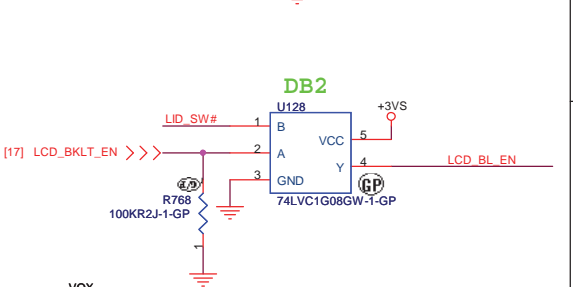 DB2
U128
+3VS
LID_SW#
1
B
VCC
5
[17] LCD_BKLT_EN
2
A
Y
4
LCD_BL_EN
3
GND
GP
R768
74LVC1G08GW-1-GP
100KR2J-1-GP
1